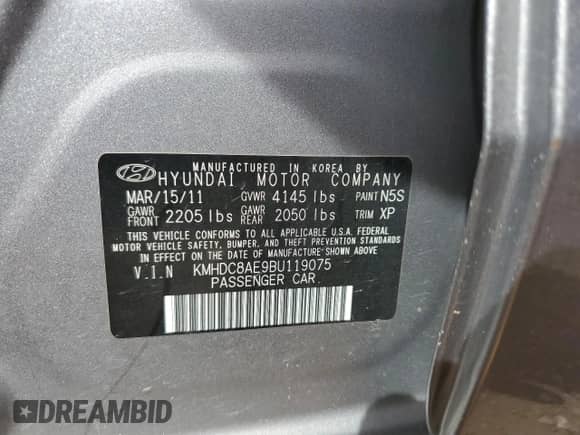 MANUFACTURED IN KOREA BY
HYUNDAI MOTOR COMPANY
MAR/15/11 GVWR 4145 lbs PAINT N5S
GAWR FRONT 2205 lbs GAWR REAR 2050 lbs TRIM XP
THIS VEHICLE CONFORMS TO ALL APPLICABLE U.S.A. FEDERAL
MOTOR VEHICLE SAFETY, BUMPER, AND THEFT PREVENTION STANDARDS
IN EFFECT ON THE DATE OF MANUFACTURE SHOWN ABOVE
V.I.N KMHDC8AE9BU119075
PASSENGER CAR.
DREAMBID